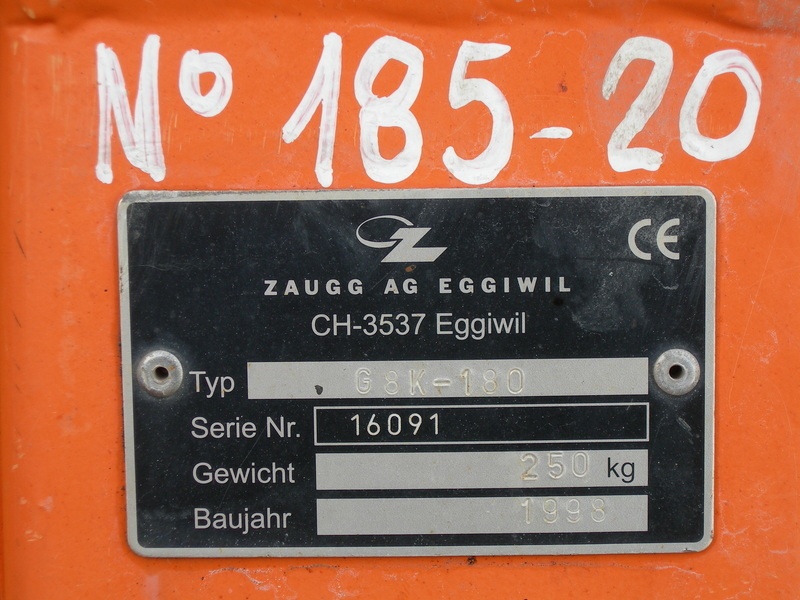 Nº 185-20
CE
ZAUGG AG EGGIWIL
CH-3537 Eggiwil
Typ G8K-180
Serie Nr. 16091
Gewicht 250 kg
Baujahr 1998